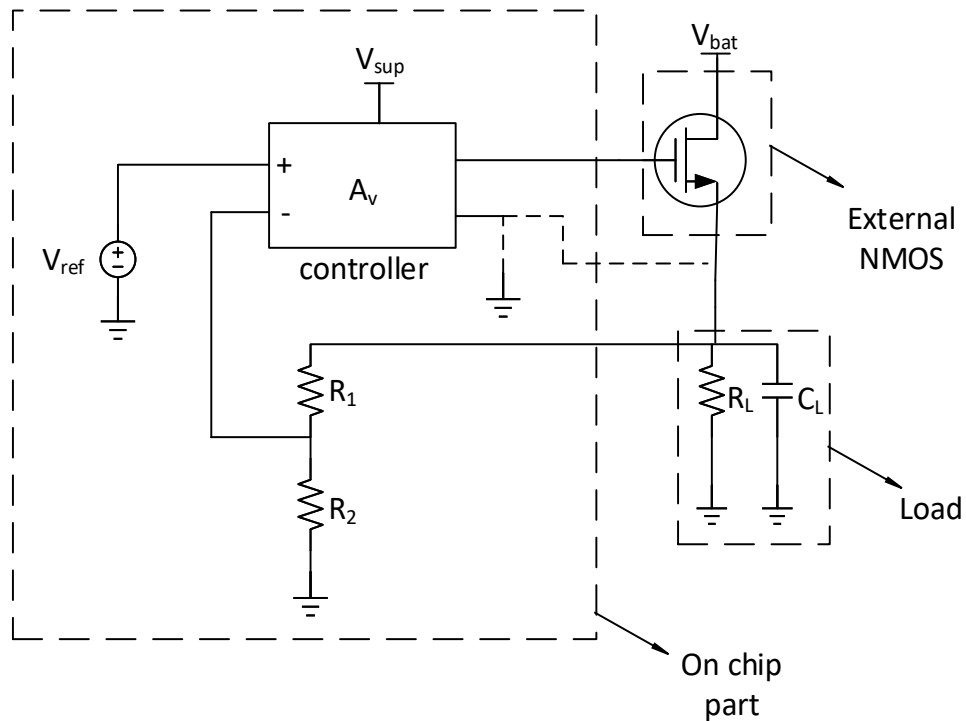 V_bat
V_sup
+
-
A_v
controller
V_ref
+
-
External
NMOS
R_1
R_L
C_L
R_2
Load
On chip
part